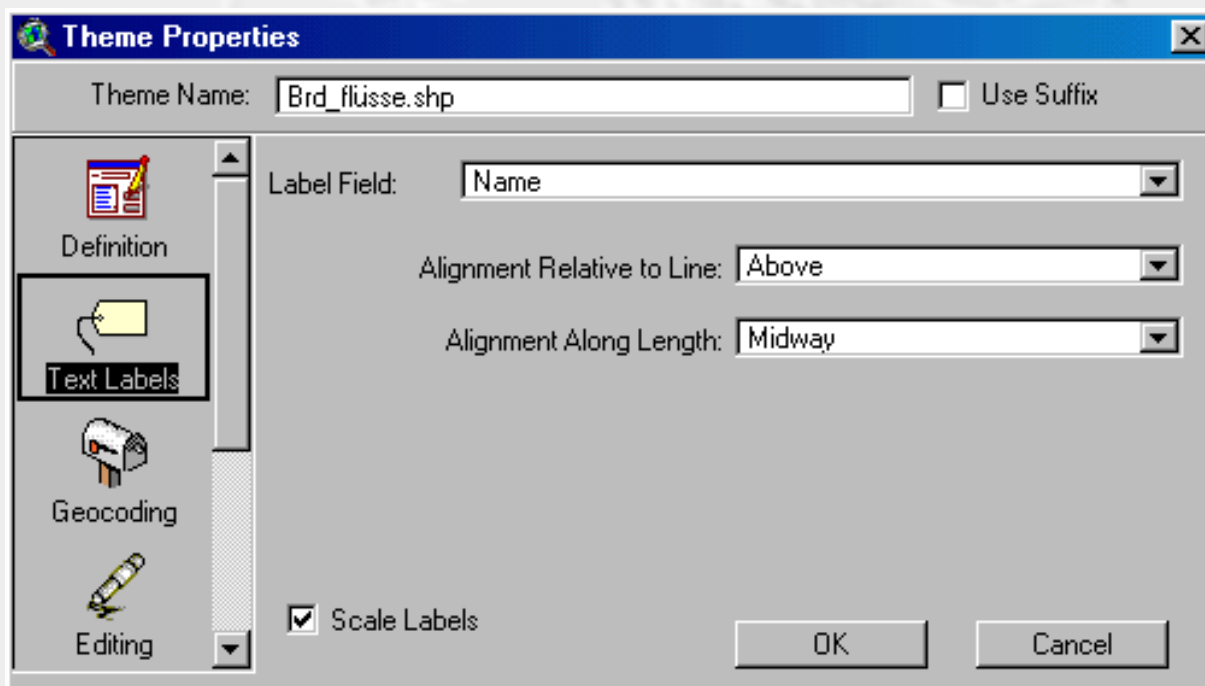 Theme Properties
Theme Name: Brd_flüsse.shp Use Suffix
Definition
Text Labels
Geocoding
Editing
Label Field: Name
Alignment Relative to Line: Above
Alignment Along Length: Midway
Scale Labels
OK Cancel